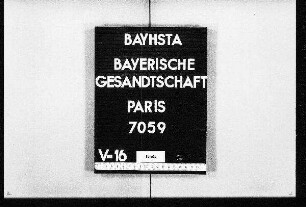 BAYHSTA
BAYERISCHE
GESANDTSCHAFT
PARIS
7059
V-16